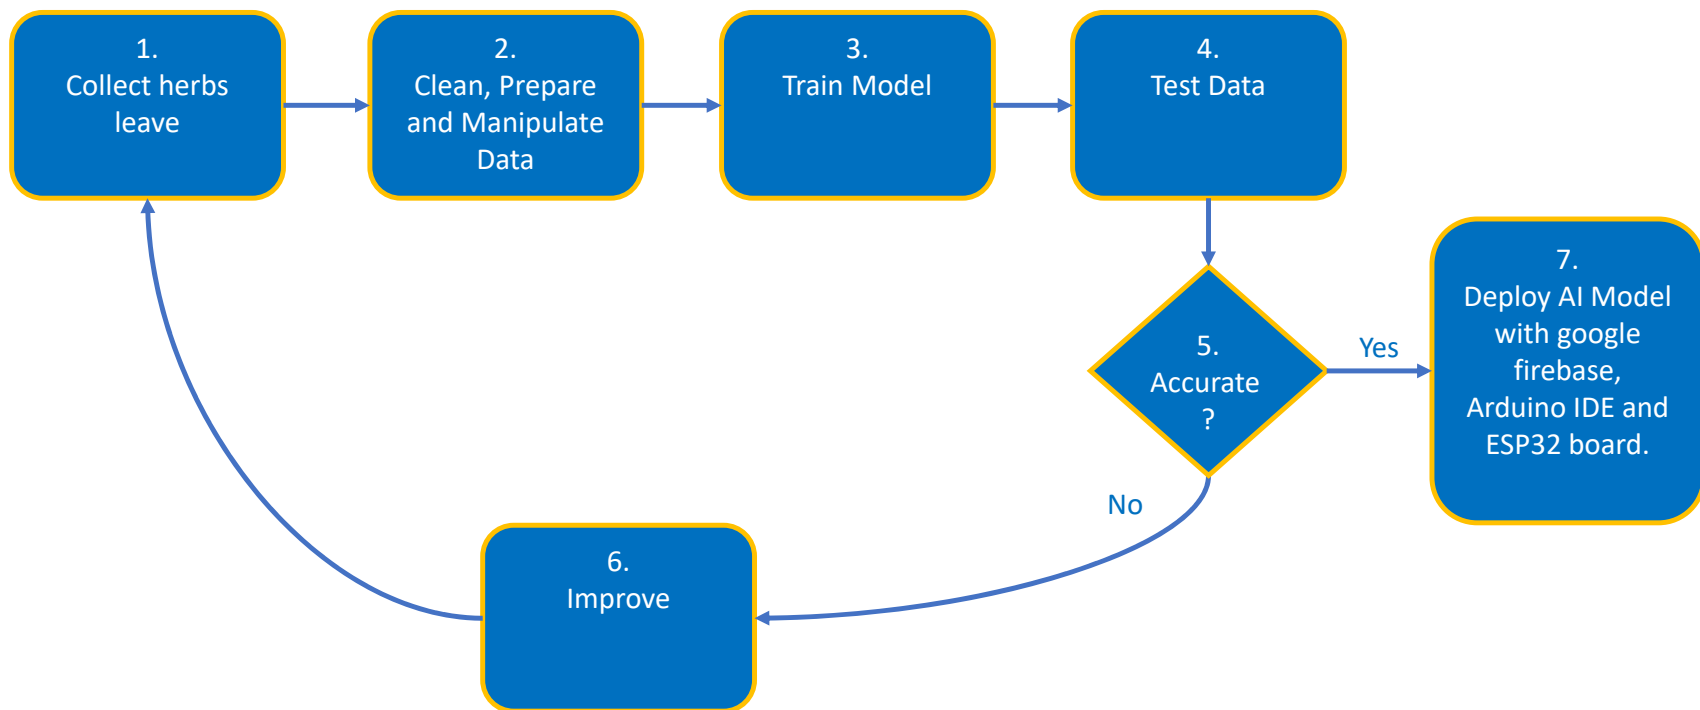 1.
Collect herbs
leave
2.
Clean, Prepare
and Manipulate
Data
3.
Train Model
4.
Test Data
5.
Accurate
?
Yes
No
6.
Improve
7.
Deploy AI Model
with google
firebase,
Arduino IDE and
ESP32 board.